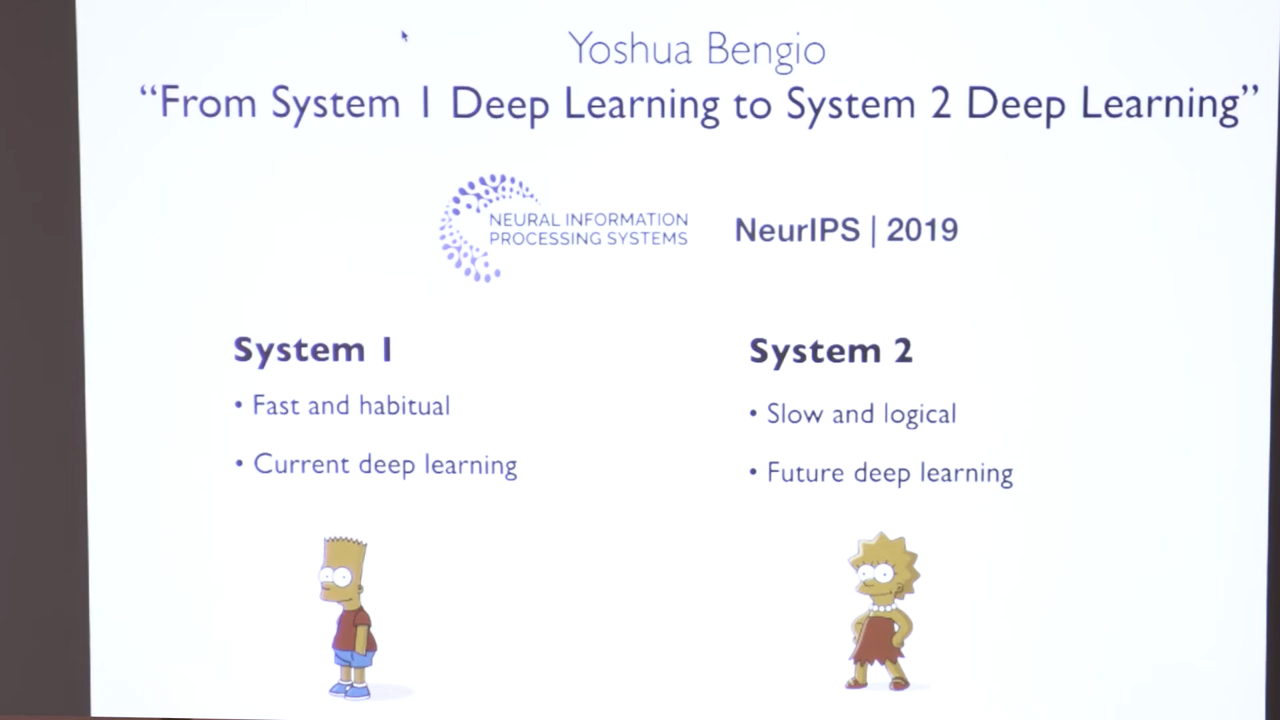 Yoshua Bengio
“From System 1 Deep Learning to System 2 Deep Learning”
NEURAL INFORMATION
PROCESSING SYSTEMS
NeurIPS | 2019
System 1
• Fast and habitual
• Current deep learning
System 2
• Slow and logical
• Future deep learning